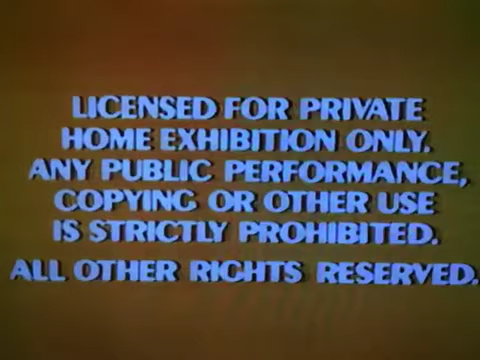 LICENSED FOR PRIVATE
HOME EXHIBITION ONLY.
ANY PUBLIC PERFORMANCE,
COPYING OR OTHER USE
IS STRICTLY PROHIBITED.
ALL OTHER RIGHTS RESERVED.